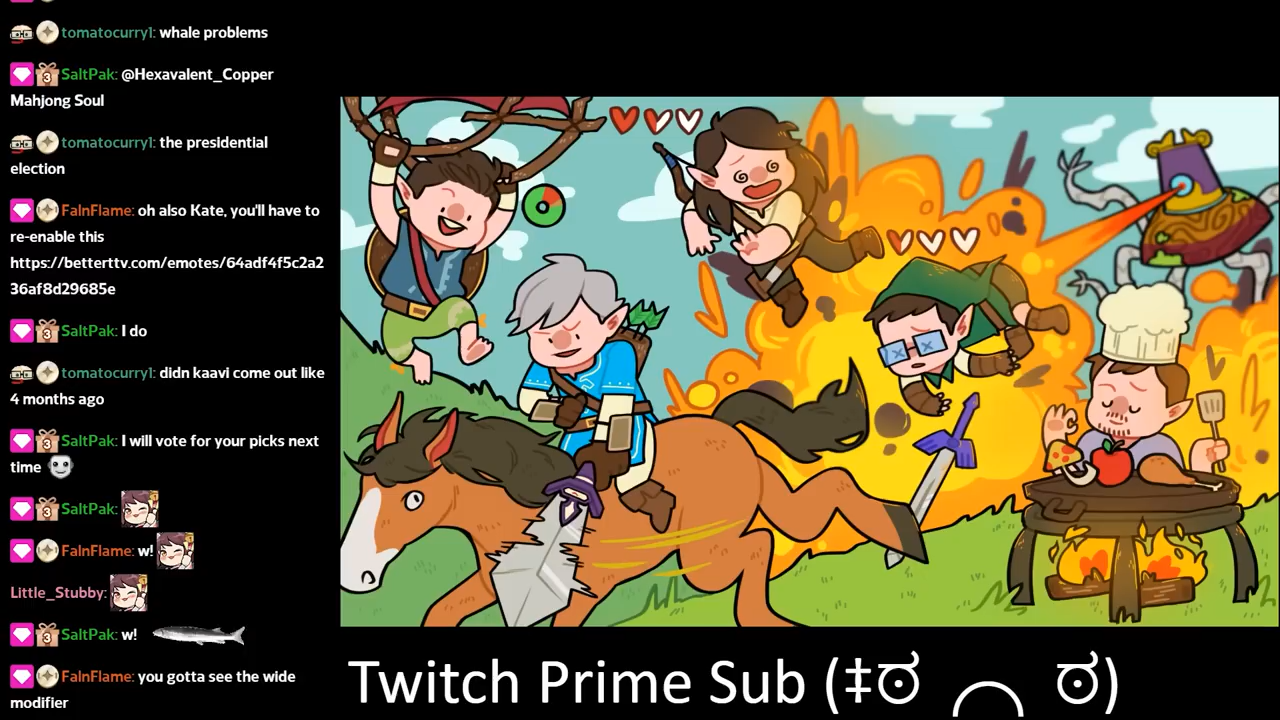 tomatocurry1: whale problems
SaltPak: @Hexavalent_Copper
Mahjong Soul
tomatocurry1: the presidential
election
FalnFlame: oh also Kate, you'll have to
re-enable this
https://betterttv.com/emotes/64adf4f5c2a2
36af8d29685e
SaltPak: I do
tomatocurry1: didn kaavi come out like
4 months ago
SaltPak: I will vote for your picks next
time
SaltPak:
FalnFlame: w!
Little_Stubby:
SaltPak: w!
FalnFlame: you gotta see the wide
modifier
Twitch Prime Sub (‡ಠ ╭╮ ಠ)